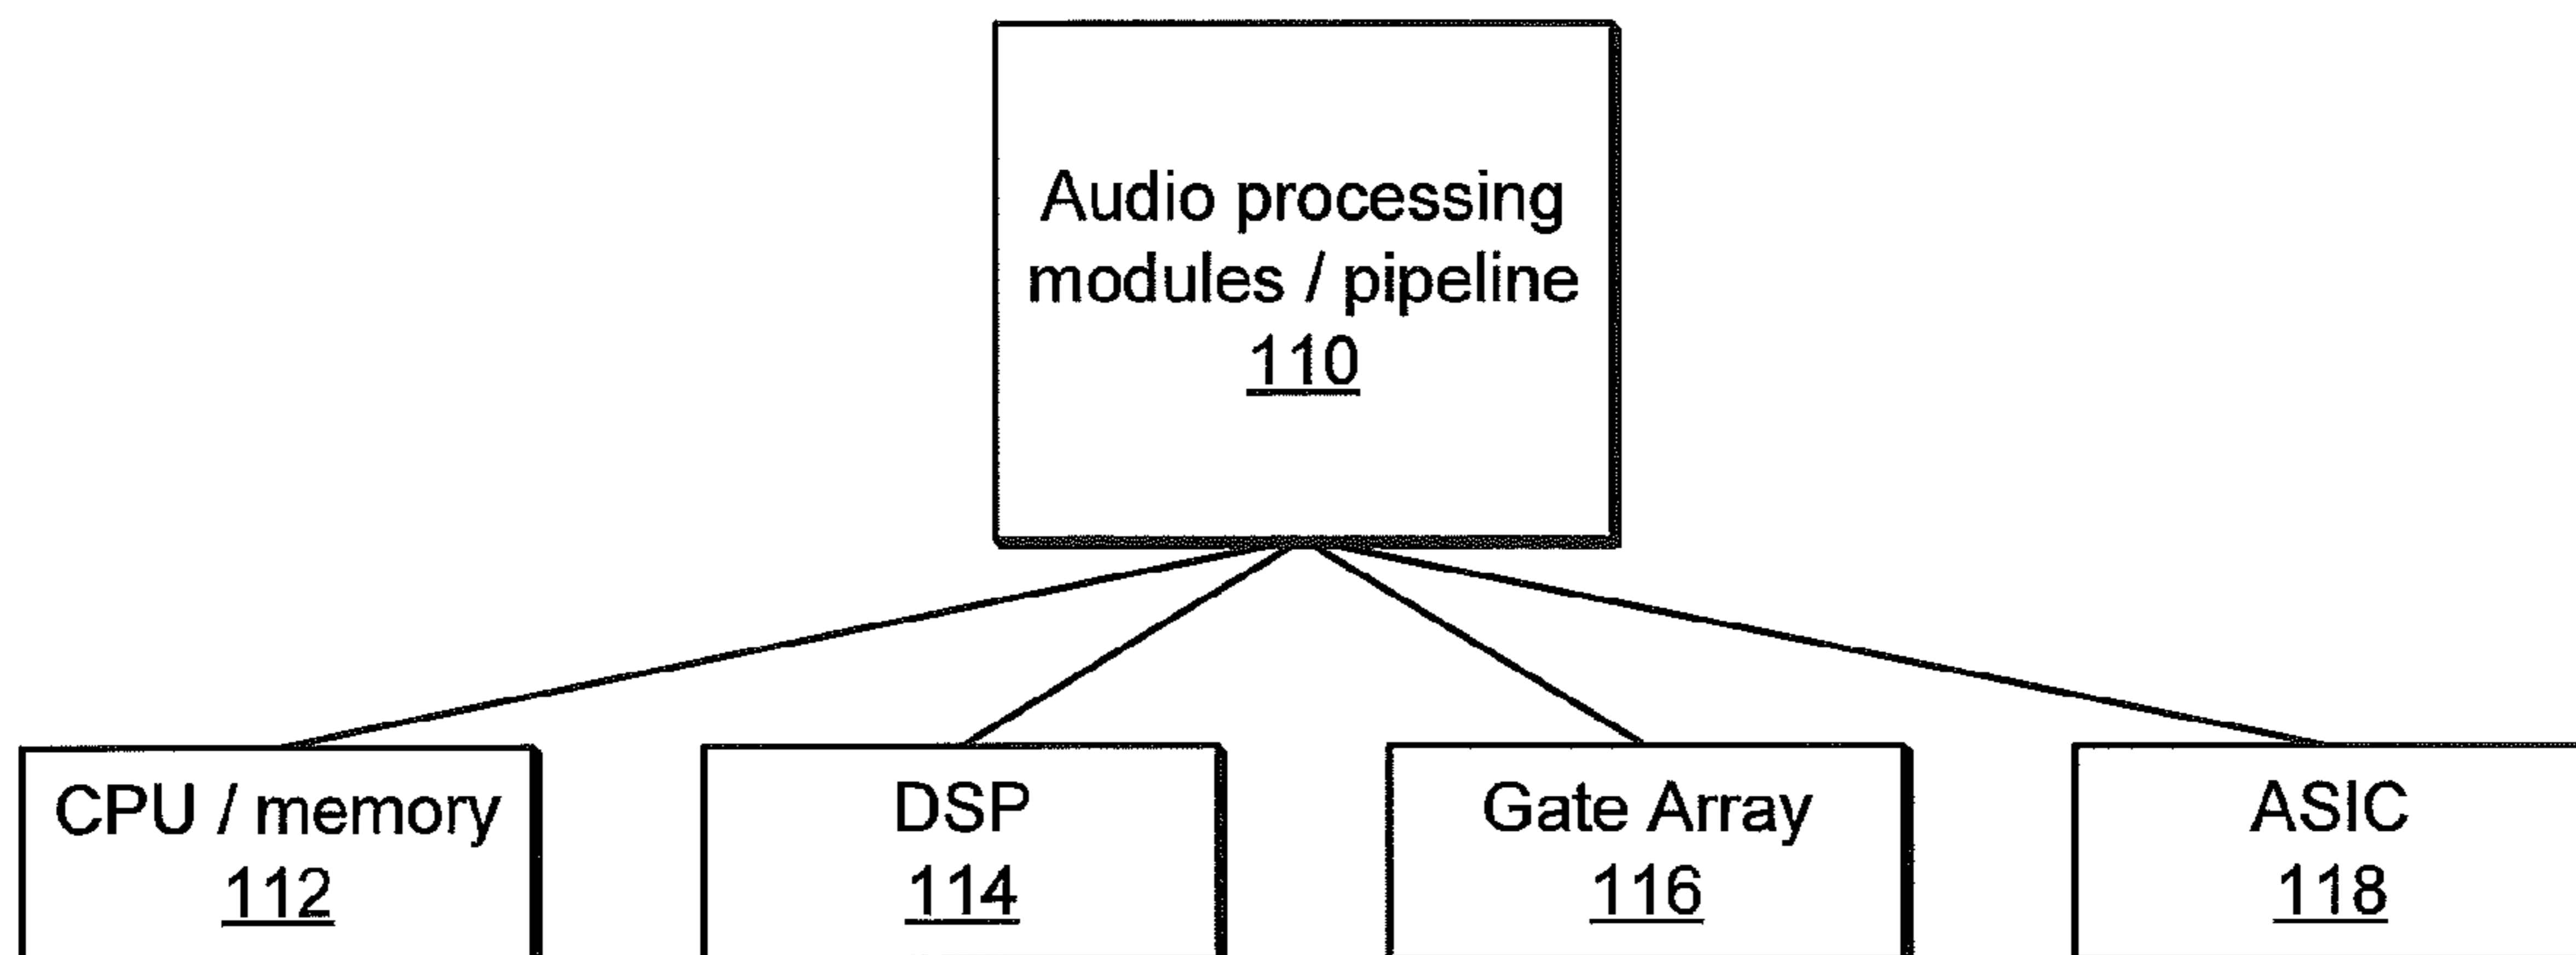 Audio processing
modules / pipeline
110
CPU / memory
112
DSP
114
Gate Array
116
ASIC
118